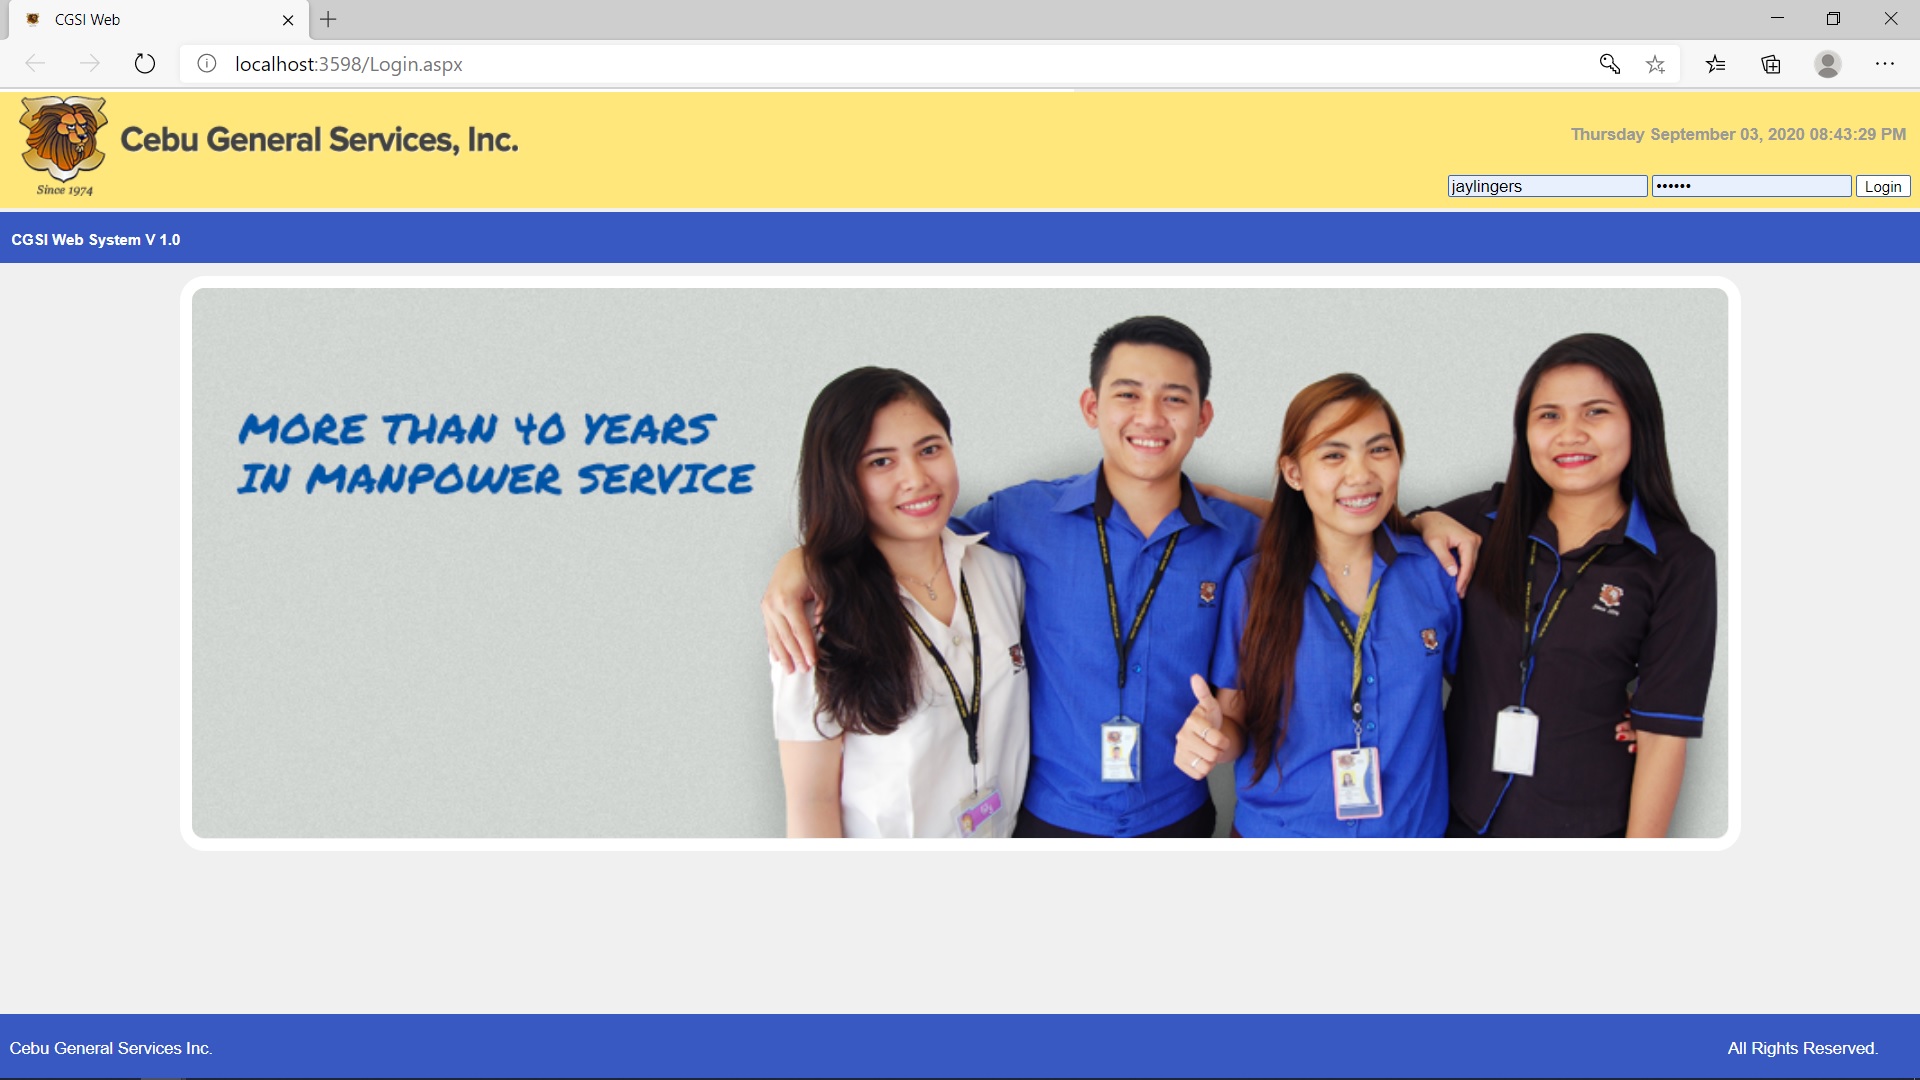 CGSI Web
localhost:3598/Login.aspx
Cebu General Services, Inc.
Since 1974
Thursday September 03, 2020 08:43:29 PM
jaylingers
••••••
Login
CGSI Web System V 1.0
MORE THAN 40 YEARS
IN MANPOWER SERVICE
Cebu General Services Inc.
All Rights Reserved.